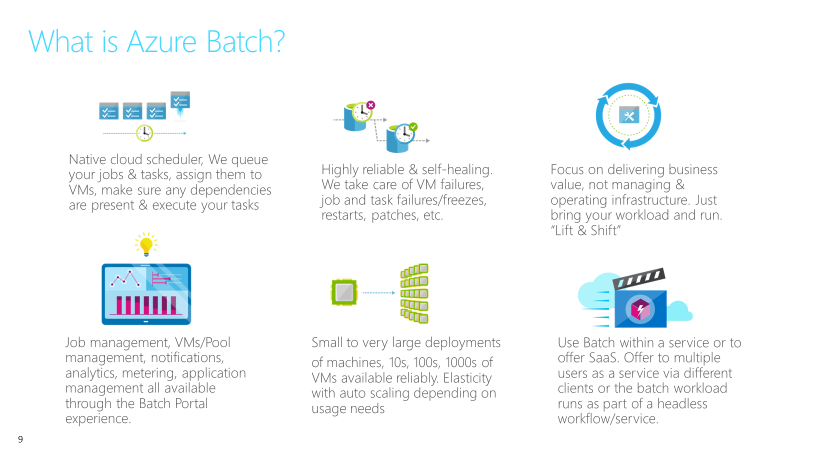 What is Azure Batch?
Native cloud scheduler, We queue
your jobs & tasks, assign them to
VMs, make sure any dependencies
are present & execute your tasks
Highly reliable & self-healing.
We take care of VM failures,
job and task failures/freezes,
restarts, patches, etc.
Focus on delivering business
value, not managing &
operating infrastructure. Just
bring your workload and run.
“Lift & Shift”
Job management, VMs/Pool
management, notifications,
analytics, metering, application
management all available
through the Batch Portal
experience.
Small to very large deployments
of machines, 10s, 100s, 1000s of
VMs available reliably. Elasticity
with auto scaling depending on
usage needs
Use Batch within a service or to
offer SaaS. Offer to multiple
users as a service via different
clients or the batch workload
runs as part of a headless
workflow/service.
9